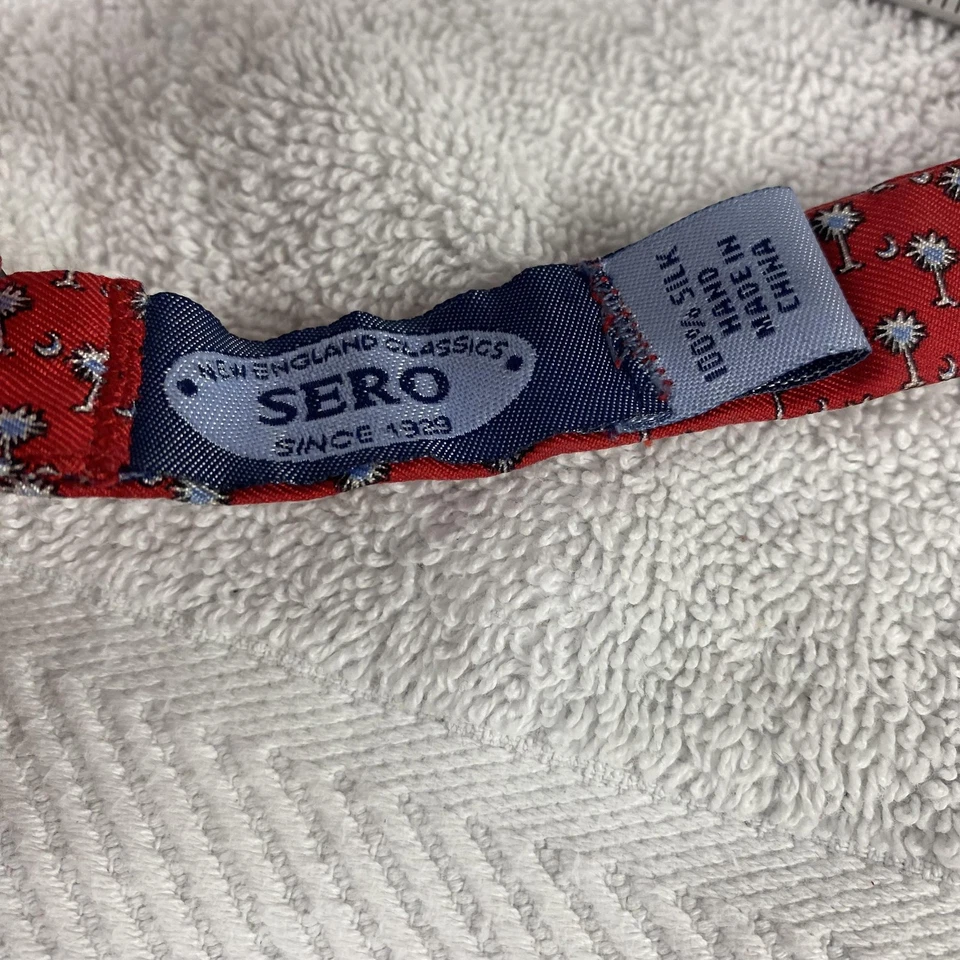 NEW ENGLAND CLASSICS
SERO
SINCE 1929
100% SILK
HAND
MADE IN
CHINA